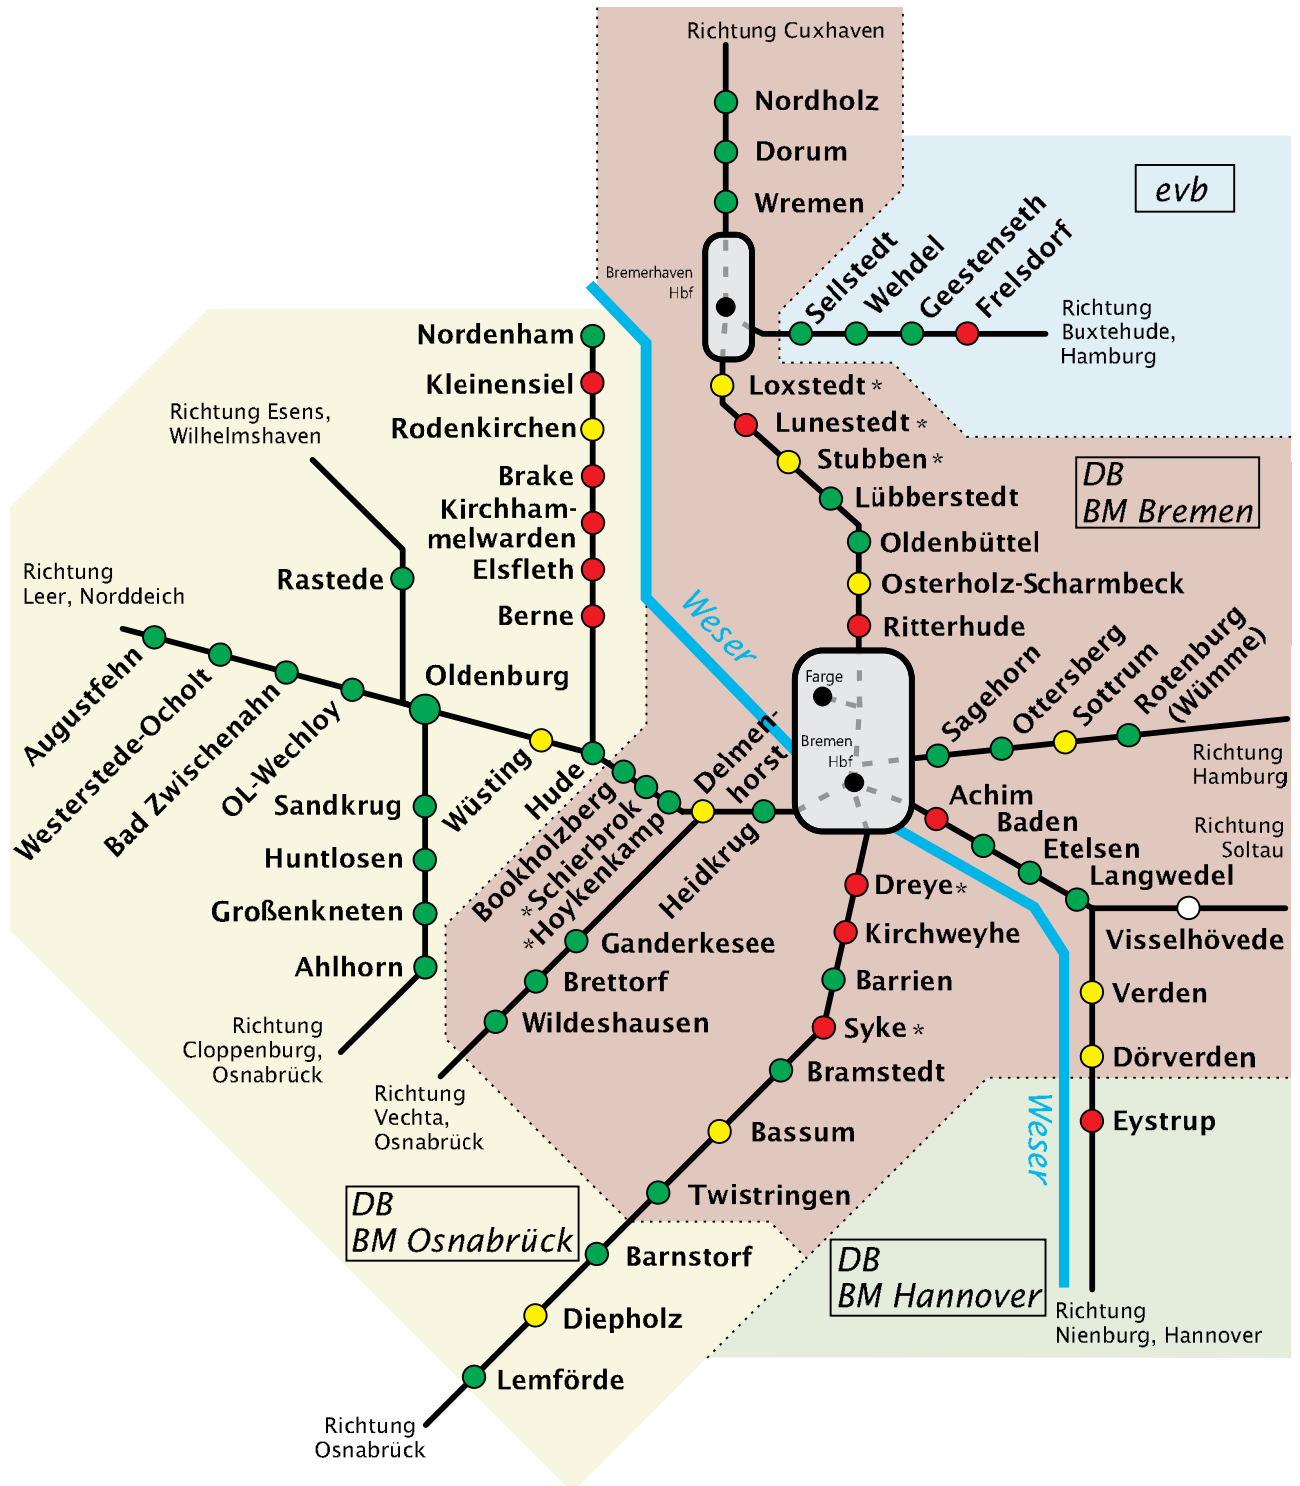 Richtung Cuxhaven
Nordholz
Dorum
Wremen
evb
Bremerhaven
Hbf
Sellstedt
Wehdel
Geestenseth
Frelsdorf
Richtung
Buxtehude,
Hamburg
Nordenham
Kleinensiel
Rodenkirchen
Brake
Kirchham-
melwarden
Elsfleth
Berne
Loxstedt *
Lunestedt *
Stubben *
Lübberstedt
Oldenbüttel
Osterholz-Scharmbeck
Ritterhude
DB
BM Bremen
Richtung Esens,
Wilhelmshaven
Rastede
Richtung
Leer, Norddeich
Augustfehn
Westerstede-Ocholt
Bad Zwischenahn
OL-Wechloy
Oldenburg
Wüsting
Hude
Bookholzberg
*Schierbrok
*Hoykenkamp
Delmen-
horst
Heidkrug
Weser
Farge
Bremen
Hbf
Sagehorn
Ottersberg
Sottrum
Rotenburg
(Wümme)
Richtung
Hamburg
Achim
Baden
Etelsen
Langwedel
Richtung
Soltau
Visselhövede
Verden
Dörverden
Eystrup
Sandkrug
Huntlosen
Großenkneten
Ahlhorn
Richtung
Cloppenburg,
Osnabrück
Ganderkesee
Brettorf
Wildeshausen
Richtung
Vechta,
Osnabrück
Dreye*
Kirchweyhe
Barrien
Syke *
Bramstedt
Bassum
Twistringen
Barnstorf
Diepholz
Lemförde
Richtung
Osnabrück
DB
BM Osnabrück
Weser
DB
BM Hannover
Richtung
Nienburg, Hannover